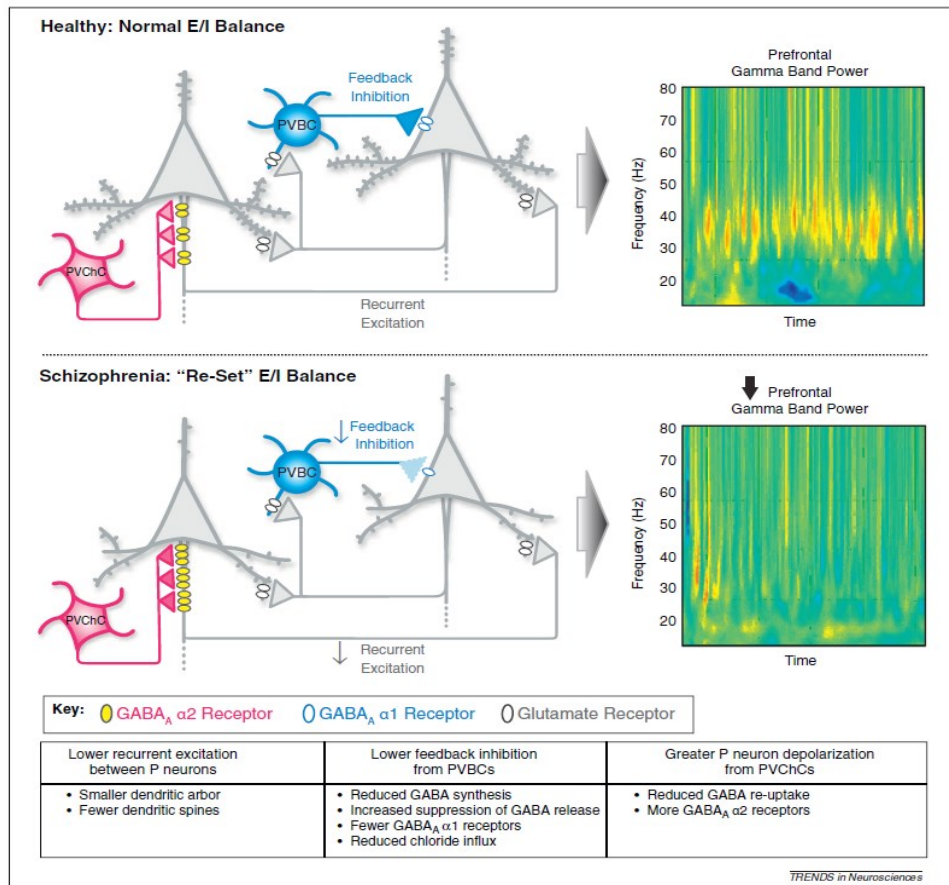 Healthy: Normal E/I Balance
Feedback
Inhibition
PVBC
PVChC
Recurrent
Excitation
Prefrontal
Gamma Band Power
Frequency (Hz)
80
70
60
50
40
30
20
Time
Schizophrenia: “Re-Set” E/I Balance
↓ Feedback
Inhibition
PVBC
PVChC
↓ Recurrent
Excitation
Prefrontal
Gamma Band Power
Frequency (Hz)
80
70
60
50
40
30
20
Time
Key: GABA_A α2 Receptor GABA_A α1 Receptor Glutamate Receptor
Lower recurrent excitation
between P neurons
• Smaller dendritic arbor
• Fewer dendritic spines
Lower feedback inhibition
from PVBCs
• Reduced GABA synthesis
• Increased suppression of GABA release
• Fewer GABA_A α1 receptors
• Reduced chloride influx
Greater P neuron depolarization
from PVChCs
• Reduced GABA re-uptake
• More GABA_A α2 receptors
TRENDS in Neurosciences